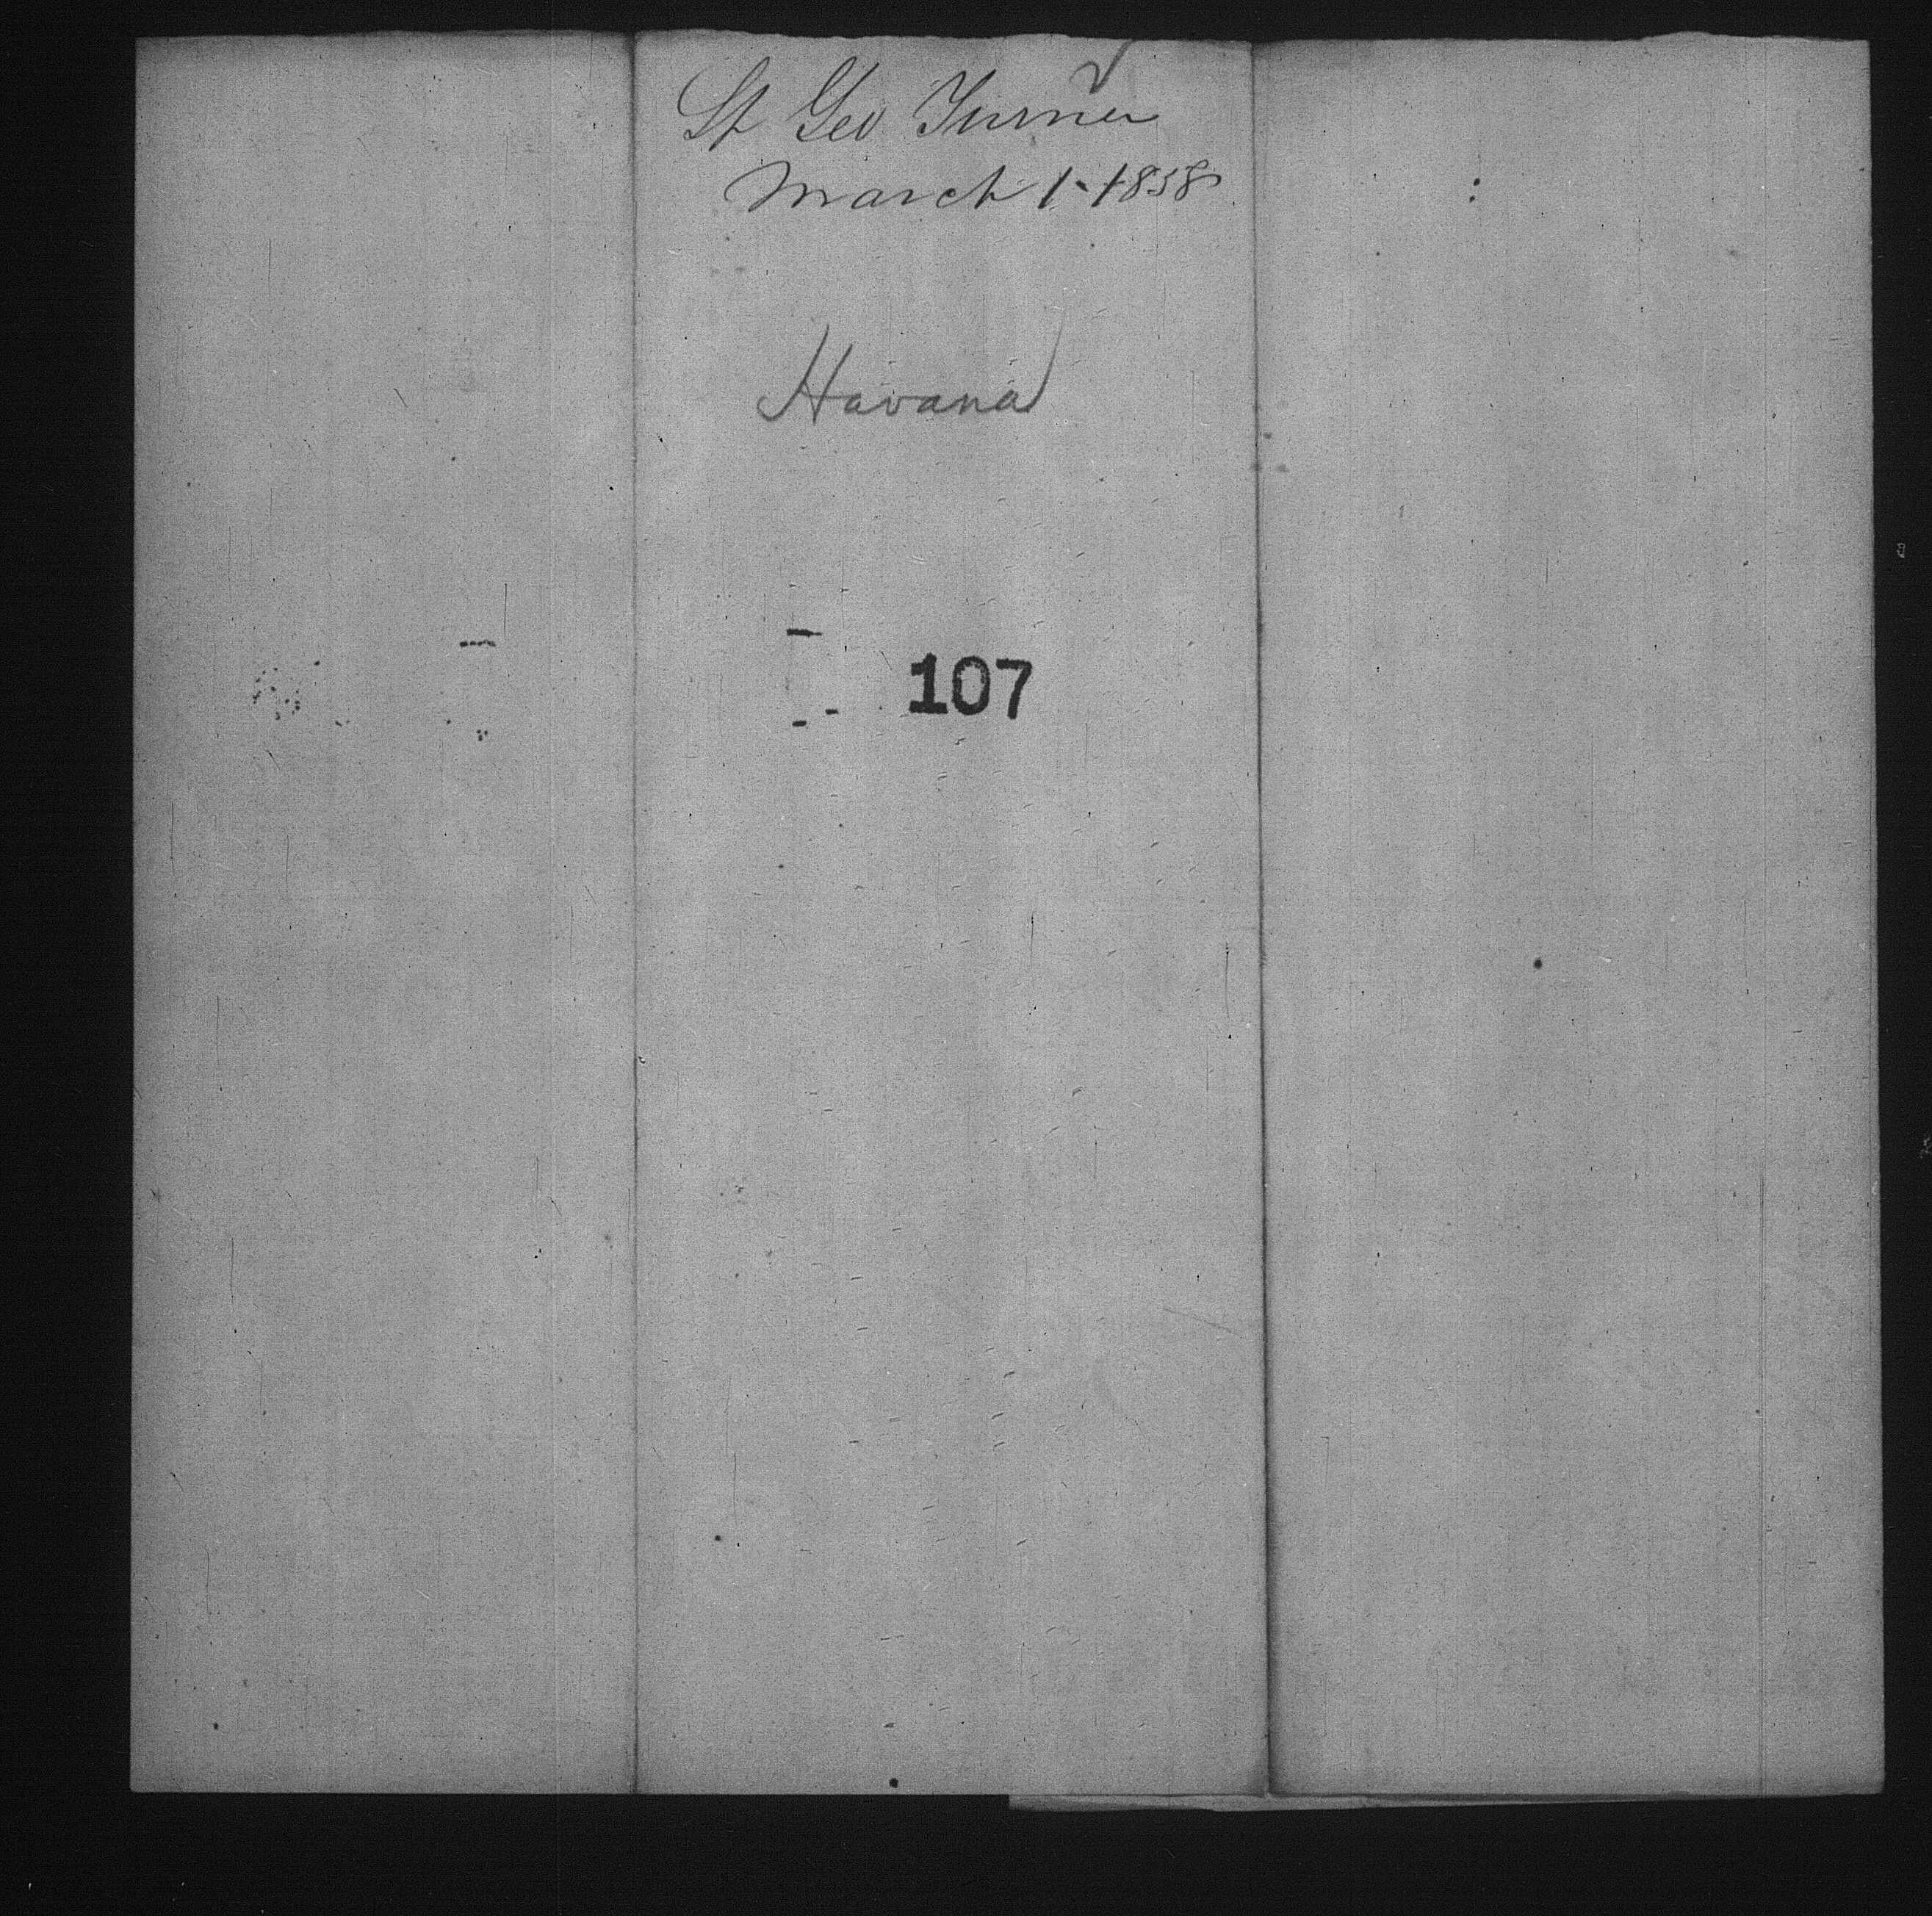 St Geo Turner
March 1-1858
Havana
107